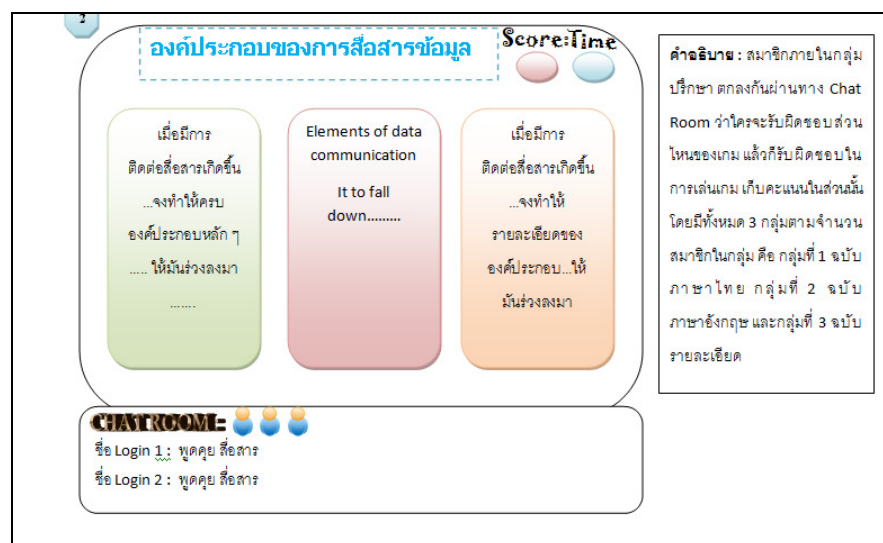 2
องค์ประกอบของการสื่อสารข้อมูล
Score:Time
เมื่อมีการ
ติดต่อสื่อสารเกิดขึ้น
...จงทำให้ครบ
องค์ประกอบหลัก ๆ
..... ให้มันร่วงลงมา
.......
Elements of data
communication
It to fall
down.........
เมื่อมีการ
ติดต่อสื่อสารเกิดขึ้น
...จงทำให้
รายละเอียดของ
องค์ประกอบ...ให้
มันร่วงลงมา
คำอธิบาย : สมาชิกภายในกลุ่ม
ปรึกษา ตกลงกันผ่านทาง Chat
Room ว่าใครจะรับผิดชอบส่วน
ไหนของเกม แล้วก็รับผิดชอบใน
การเล่นเกม เก็บคะแนนในส่วนนั้น
โดยมีทั้งหมด 3 กลุ่มตามจำนวน
สมาชิกในกลุ่ม คือ กลุ่มที่ 1 ฉบับ
ภาษาไทย กลุ่มที่ 2 ฉบับ
ภาษาอังกฤษ และกลุ่มที่ 3 ฉบับ
รายละเอียด
CHATROOM :
ชื่อ Login 1 : พูดคุย สื่อสาร
ชื่อ Login 2 : พูดคุย สื่อสาร